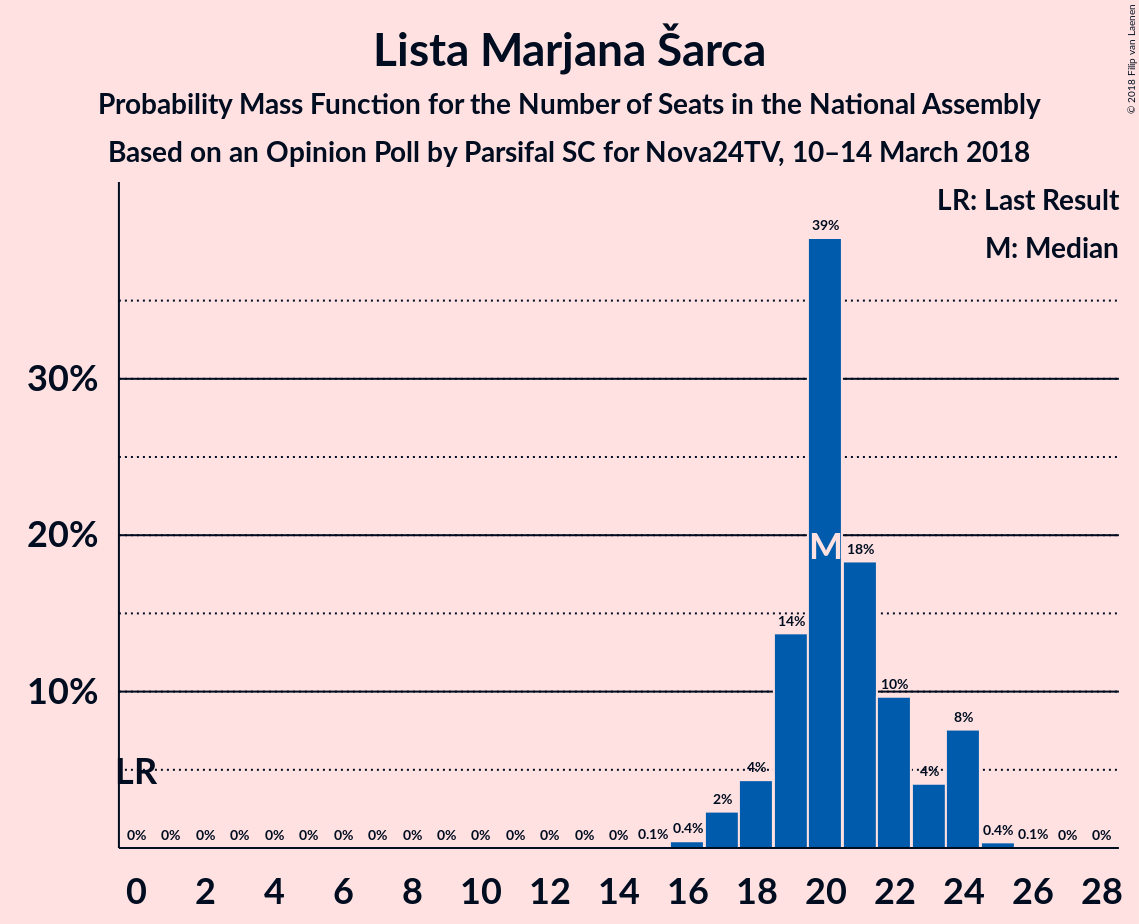 Lista Marjana Šarca
Probability Mass Function for the Number of Seats in the National Assembly
Based on an Opinion Poll by Parsifal SC for Nova24TV, 10–14 March 2018
© 2018 Filip van Laenen
LR: Last Result
M: Median
39%
30%
20%
M
18%
14%
10%
10%
8%
LR
4%
4%
2%
0% 0% 0% 0% 0% 0% 0% 0% 0% 0% 0% 0% 0% 0% 0% 0.1% 0.4% 0.4% 0.1% 0% 0%
0 2 4 6 8 10 12 14 16 18 20 22 24 26 28